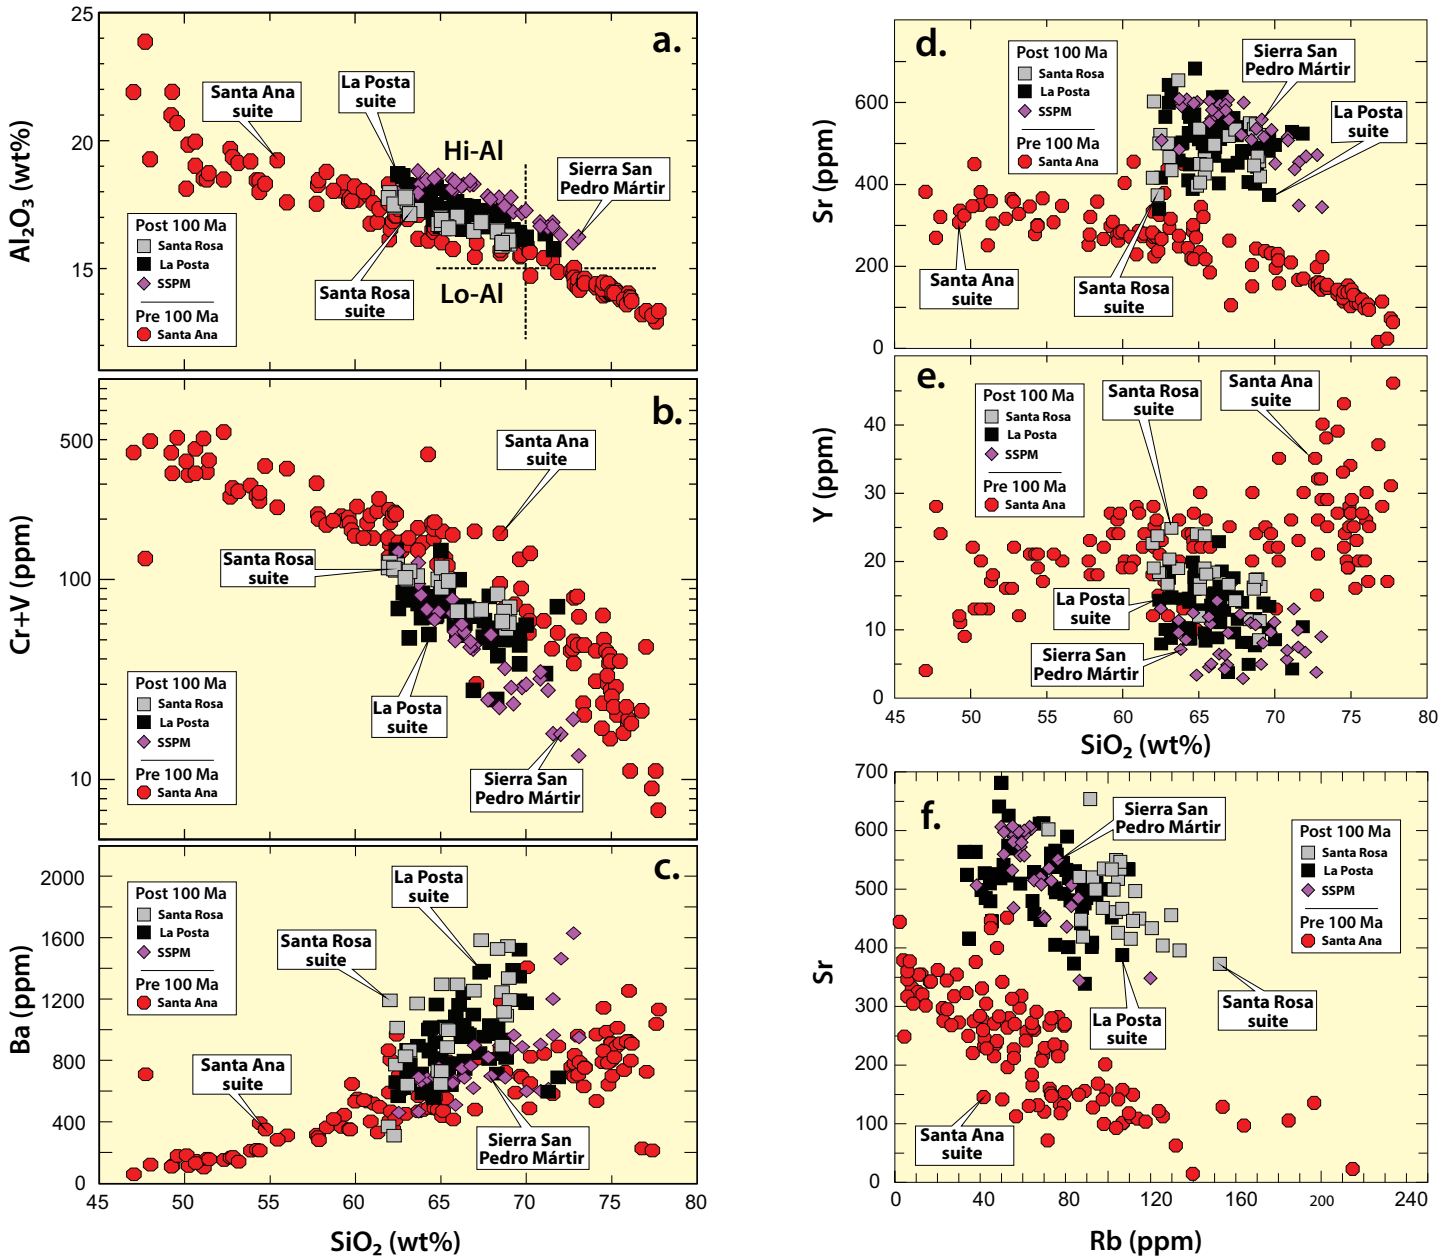 a.
25
20
15
Al₂O₃ (wt%)
Santa Ana
suite
La Posta
suite
Hi-Al
Sierra San
Pedro Mártir
Post 100 Ma
Santa Rosa
La Posta
SSPM
Pre 100 Ma
Santa Ana
Santa Rosa
suite
Lo-Al
b.
500
100
10
Cr+V (ppm)
Santa Ana
suite
Santa Rosa
suite
La Posta
suite
Sierra San
Pedro Mártir
Post 100 Ma
Santa Rosa
La Posta
SSPM
Pre 100 Ma
Santa Ana
c.
2000
1600
1200
800
400
0
Ba (ppm)
Post 100 Ma
Santa Rosa
La Posta
SSPM
Pre 100 Ma
Santa Ana
La Posta
suite
Santa Rosa
suite
Santa Ana
suite
Sierra San
Pedro Mártir
45 50 55 60 65 70 75 80
SiO₂ (wt%)
d.
600
400
200
0
Sr (ppm)
Post 100 Ma
Santa Rosa
La Posta
SSPM
Pre 100 Ma
Santa Ana
Sierra San
Pedro Mártir
La Posta
suite
Santa Ana
suite
Santa Rosa
suite
e.
40
30
20
10
0
Y (ppm)
Post 100 Ma
Santa Rosa
La Posta
SSPM
Pre 100 Ma
Santa Ana
Santa Rosa
suite
Santa Ana
suite
La Posta
suite
Sierra San
Pedro Mártir
45 50 55 60 65 70 75 80
SiO₂ (wt%)
f.
700
600
500
400
300
200
100
0
Sr
Sierra San
Pedro Mártir
Post 100 Ma
Santa Rosa
La Posta
SSPM
Pre 100 Ma
Santa Ana
La Posta
suite
Santa Rosa
suite
Santa Ana
suite
0 40 60 80 120 160 200 250
Rb (ppm)